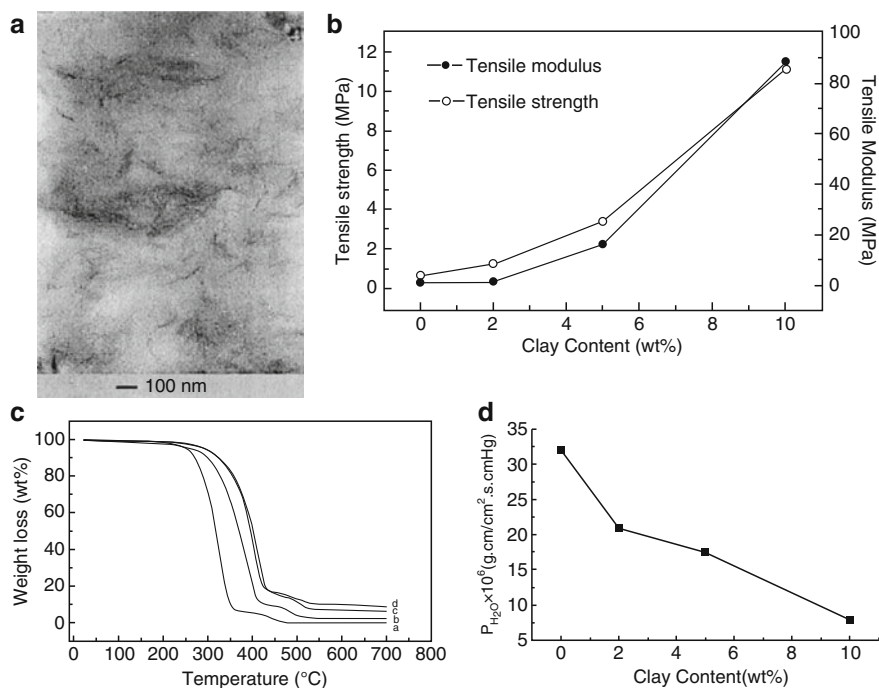 a
100 nm
b
Tensile strength (MPa)
12
10
8
6
4
2
0
Tensile modulus
Tensile strength
100
80
60
40
20
0
Tensile Modulus (MPa)
0 2 4 6 8 10
Clay Content (wt%)
c
Weight loss (wt%)
100
80
60
40
20
0
d
c
b
a
0 100 200 300 400 500 600 700 800
Temperature (°C)
d
P_H₂O×10⁶(g.cm/cm².s.cmHg)
35
30
25
20
15
10
5
0 2 4 6 8 10
Clay Content(wt%)